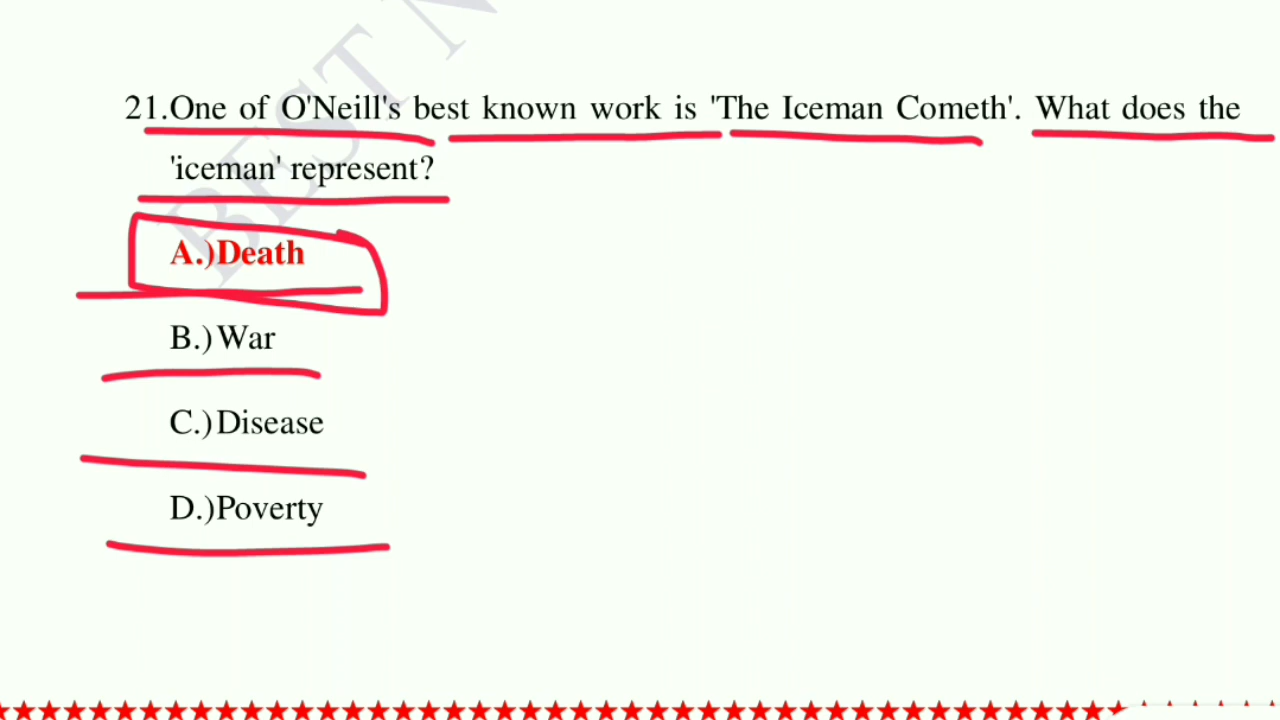 21.One of O'Neill's best known work is 'The Iceman Cometh'. What does the
'iceman' represent?
A.)Death
B.)War
C.)Disease
D.)Poverty
BEST N